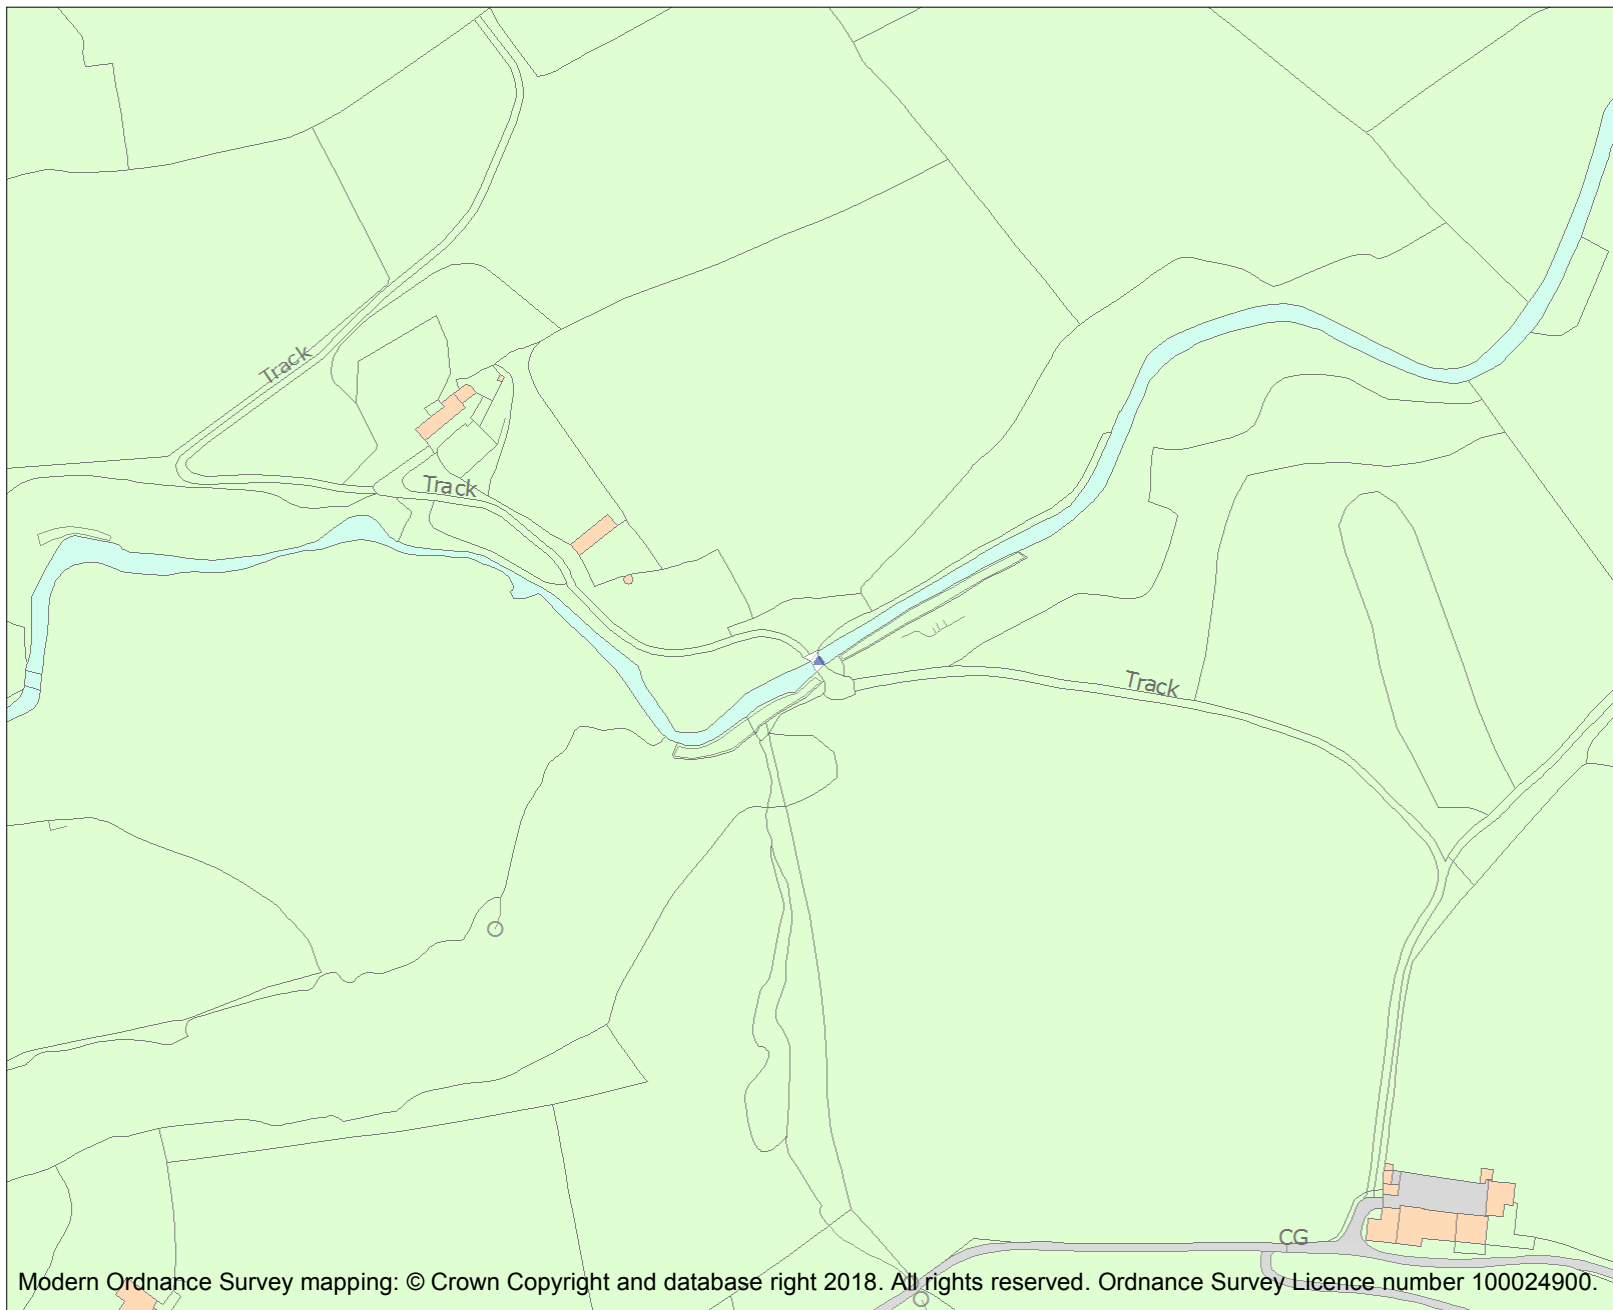 Track
Track
Track
CG
Modern Ordnance Survey mapping: © Crown Copyright and database right 2018. All rights reserved. Ordnance Survey Licence number 100024900.